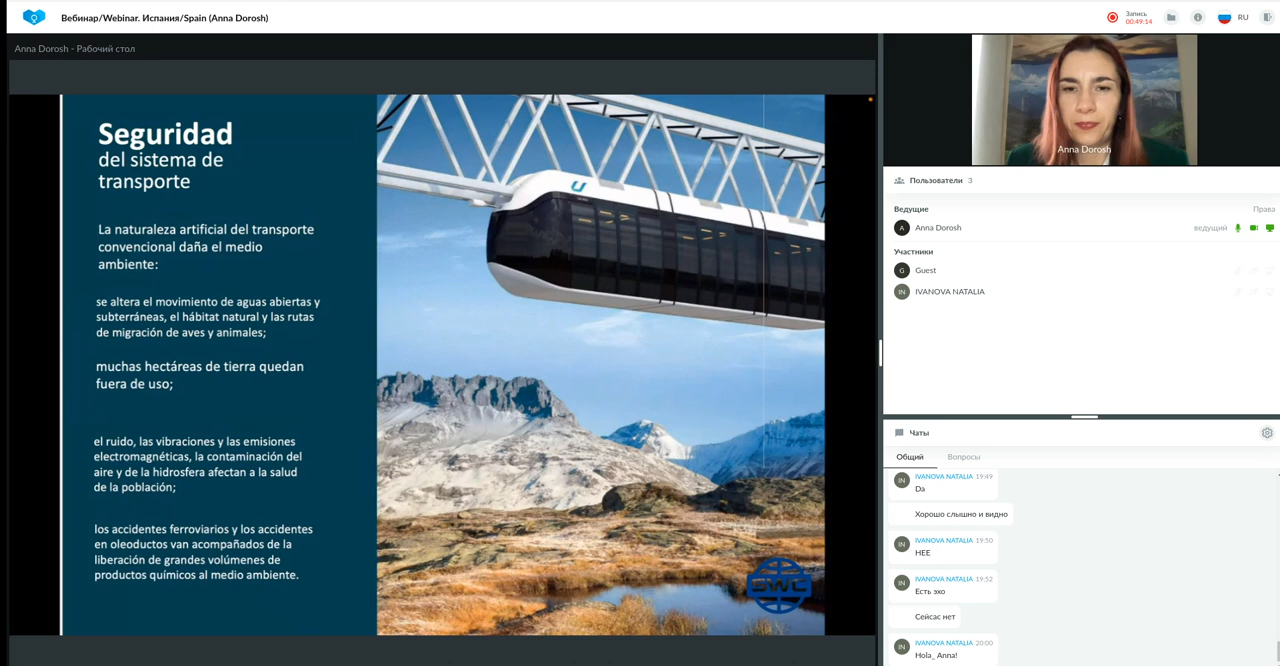 Вебинар/Webinar. Испания/Spain (Anna Dorosh)
Запись
00:49:14
RU
Anna Dorosh - Рабочий стол
Seguridad
del sistema de
transporte
La naturaleza artificial del transporte
convencional daña el medio
ambiente:
se altera el movimiento de aguas abiertas y
subterráneas, el hábitat natural y las rutas
de migración de aves y animales;
muchas hectáreas de tierra quedan
fuera de uso;
el ruido, las vibraciones y las emisiones
electromagnéticas, la contaminación del
aire y de la hidrosfera afectan a la salud
de la población;
los accidentes ferroviarios y los accidentes
en oleoductos van acompañados de la
liberación de grandes volúmenes de
productos químicos al medio ambiente.
U
SWC
Anna Dorosh
Пользователи 3
Ведущие Права
A Anna Dorosh ведущий
Участники
G Guest
IN IVANOVA NATALIA
Чаты
Общий Вопросы
IN IVANOVA NATALIA 19:49
Da
Хорошо слышно и видно
IN IVANOVA NATALIA 19:50
НЕЕ
IN IVANOVA NATALIA 19:52
Есть эхо
Сейсас нет
IN IVANOVA NATALIA 20:00
Hola_ Anna!